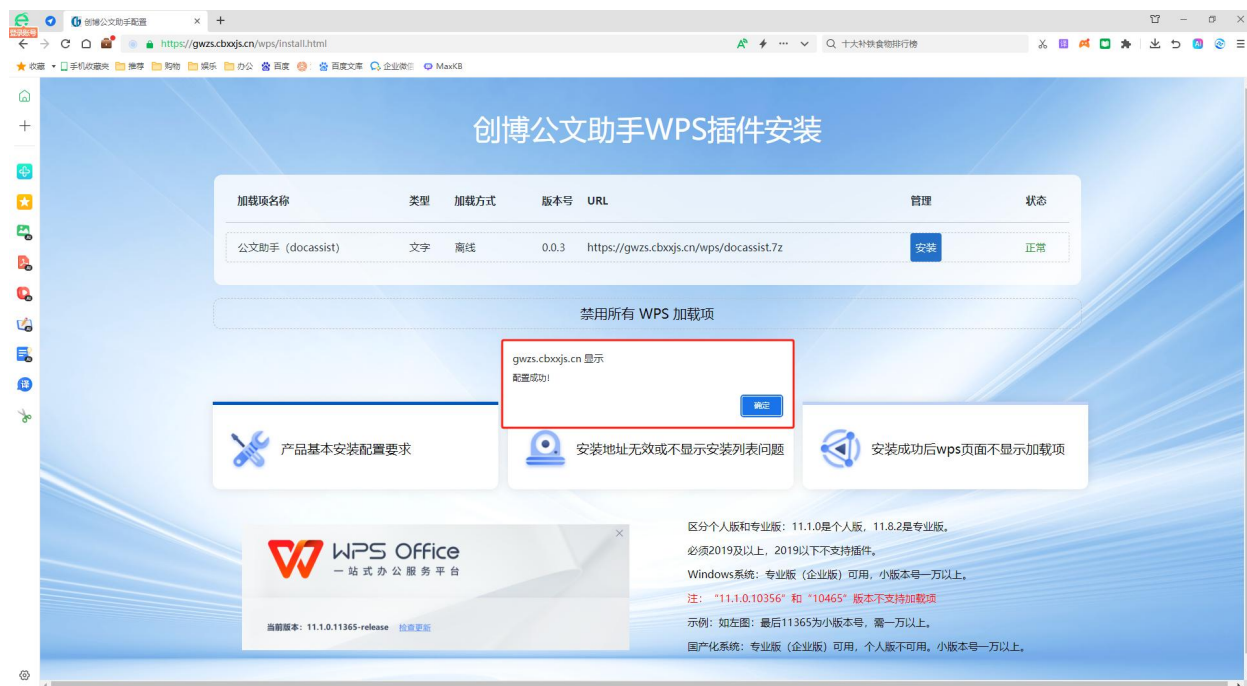 登录账号
创博公文助手配置
https://gwzs.cbxxjs.cn/wps/install.html
十大补铁食物排行榜
收藏 手机收藏夹 推荐 购物 娱乐 办公 百度 百度文库 企业微信 MaxKB
创博公文助手WPS插件安装
加载项名称 类型 加载方式 版本号 URL 管理 状态
公文助手（docassist） 文字 离线 0.0.3 https://gwzs.cbxxjs.cn/wps/docassist.7z 安装 正常
禁用所有 WPS 加载项
gwzs.cbxxjs.cn 显示
配置成功!
确定
产品基本安装配置要求
安装地址无效或不显示安装列表问题
安装成功后wps页面不显示加载项
WPS Office
一站式办公服务平台
当前版本：11.1.0.11365-release 检查更新
区分个人版和专业版：11.1.0是个人版，11.8.2是专业版。
必须2019及以上，2019以下不支持插件。
Windows系统：专业版（企业版）可用，小版本号一万以上。
注：“11.1.0.10356”和“10465”版本不支持加载项
示例：如左图：最后11365为小版本号，需一万以上。
国产化系统：专业版（企业版）可用，个人版不可用。小版本号一万以上。